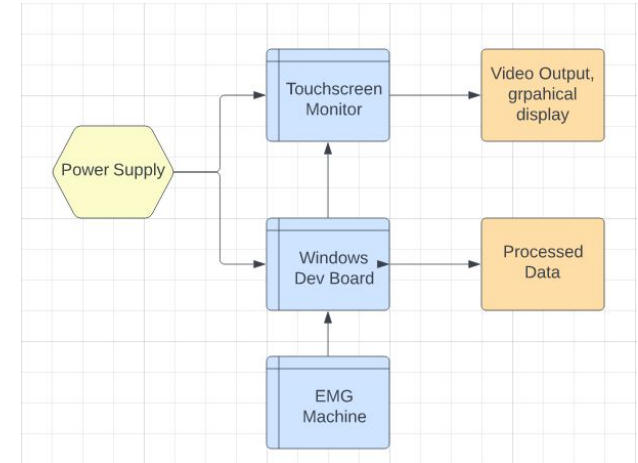 Touchscreen
Monitor
Video Output,
grpahical
display
Power Supply
Windows
Dev Board
Processed
Data
EMG
Machine